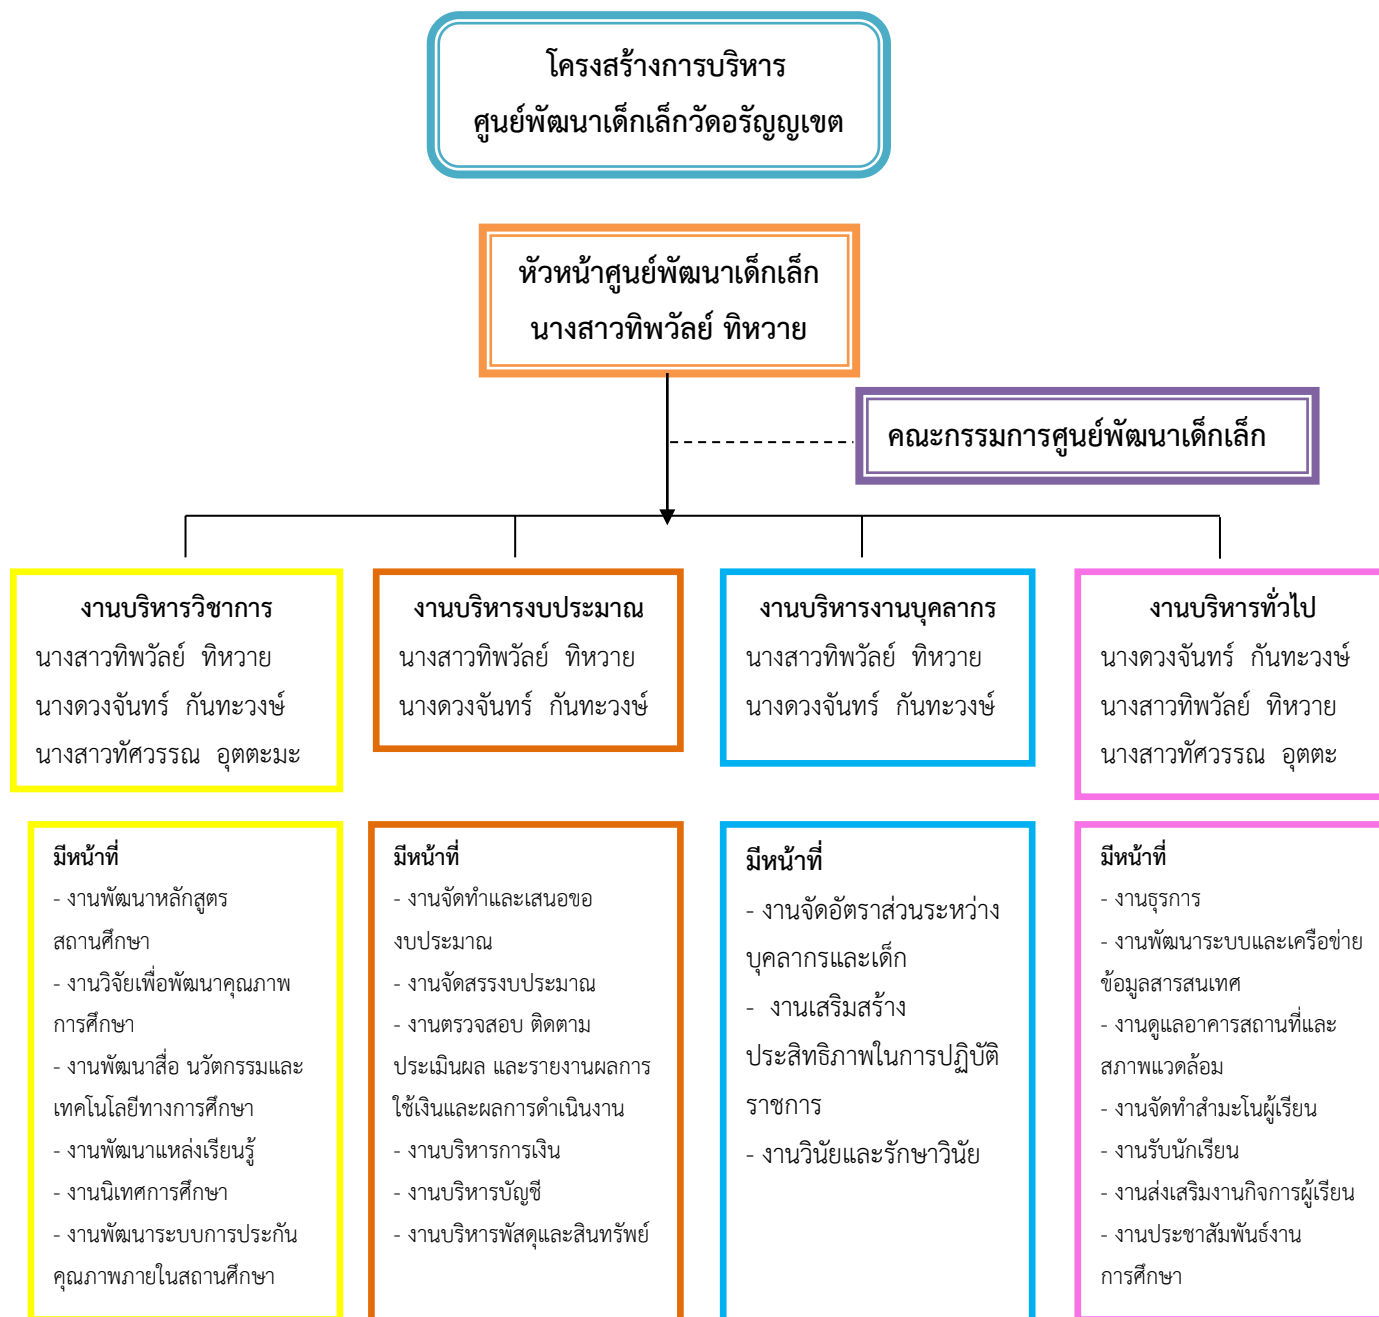 โครงสร้างการบริหาร
ศูนย์พัฒนาเด็กเล็กวัดอรัญญเขต
หัวหน้าศูนย์พัฒนาเด็กเล็ก
นางสาวทิพวัลย์ ทิหวาย
คณะกรรมการศูนย์พัฒนาเด็กเล็ก
งานบริหารวิชาการ
นางสาวทิพวัลย์ ทิหวาย
นางดวงจันทร์ กันทะวงษ์
นางสาวทัศวรรณ อุตตะมะ
งานบริหารงบประมาณ
นางสาวทิพวัลย์ ทิหวาย
นางดวงจันทร์ กันทะวงษ์
งานบริหารงานบุคลากร
นางสาวทิพวัลย์ ทิหวาย
นางดวงจันทร์ กันทะวงษ์
งานบริหารทั่วไป
นางดวงจันทร์ กันทะวงษ์
นางสาวทิพวัลย์ ทิหวาย
นางสาวทัศวรรณ อุตตะ
มีหน้าที่
- งานพัฒนาหลักสูตร
สถานศึกษา
- งานวิจัยเพื่อพัฒนาคุณภาพ
การศึกษา
- งานพัฒนาสื่อ นวัตกรรมและ
เทคโนโลยีทางการศึกษา
- งานพัฒนาแหล่งเรียนรู้
- งานนิเทศการศึกษา
- งานพัฒนาระบบการประกัน
คุณภาพภายในสถานศึกษา
มีหน้าที่
- งานจัดทำและเสนอขอ
งบประมาณ
- งานจัดสรรงบประมาณ
- งานตรวจสอบ ติดตาม
ประเมินผล และรายงานผลการ
ใช้เงินและผลการดำเนินงาน
- งานบริหารการเงิน
- งานบริหารบัญชี
- งานบริหารพัสดุและสินทรัพย์
มีหน้าที่
- งานจัดอัตราส่วนระหว่าง
บุคลากรและเด็ก
- งานเสริมสร้าง
ประสิทธิภาพในการปฏิบัติ
ราชการ
- งานวินัยและรักษาวินัย
มีหน้าที่
- งานธุรการ
- งานพัฒนาระบบและเครือข่าย
ข้อมูลสารสนเทศ
- งานดูแลอาคารสถานที่และ
สภาพแวดล้อม
- งานจัดทำสำมะโนผู้เรียน
- งานรับนักเรียน
- งานส่งเสริมงานกิจการผู้เรียน
- งานประชาสัมพันธ์งาน
การศึกษา